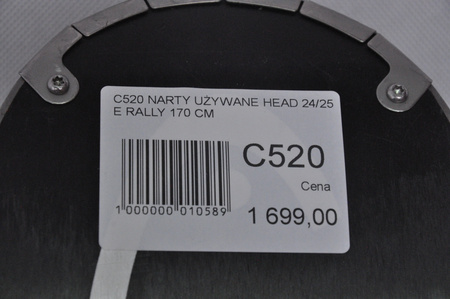 C520 NARTY UŻYWANE HEAD 24/25
E RALLY 170 CM
C520
Cena
1 699,00
1 000000 010589